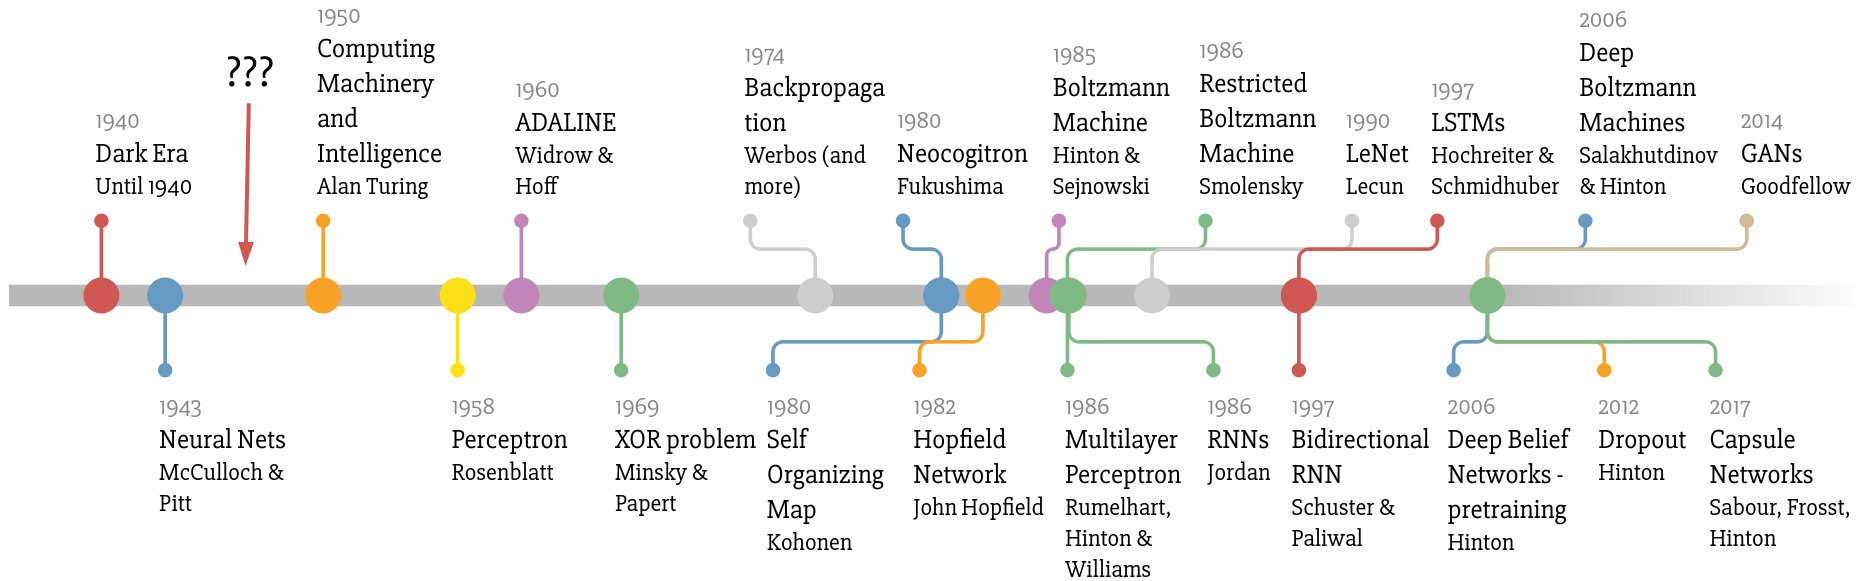 ???
1940
Dark Era
Until 1940
1950
Computing
Machinery
and
Intelligence
Alan Turing
1960
ADALINE
Widrow &
Hoff
1974
Backpropaga
tion
Werbos (and
more)
1980
Neocogitron
Fukushima
1985
Boltzmann
Machine
Hinton &
Sejnowski
1986
Restricted
Boltzmann
Machine
Smolensky
1990
LeNet
Lecun
1997
LSTMs
Hochreiter &
Schmidhuber
2006
Deep
Boltzmann
Machines
Salakhutdinov
& Hinton
2014
GANs
Goodfellow
1943
Neural Nets
McCulloch &
Pitt
1958
Perceptron
Rosenblatt
1969
XOR problem
Minsky &
Papert
1980
Self
Organizing
Map
Kohonen
1982
Hopfield
Network
John Hopfield
1986
Multilayer
Perceptron
Rumelhart,
Hinton &
Williams
1986
RNNs
Jordan
1997
Bidirectional
RNN
Schuster &
Paliwal
2006
Deep Belief
Networks -
pretraining
Hinton
2012
Dropout
Hinton
2017
Capsule
Networks
Sabour, Frosst,
Hinton